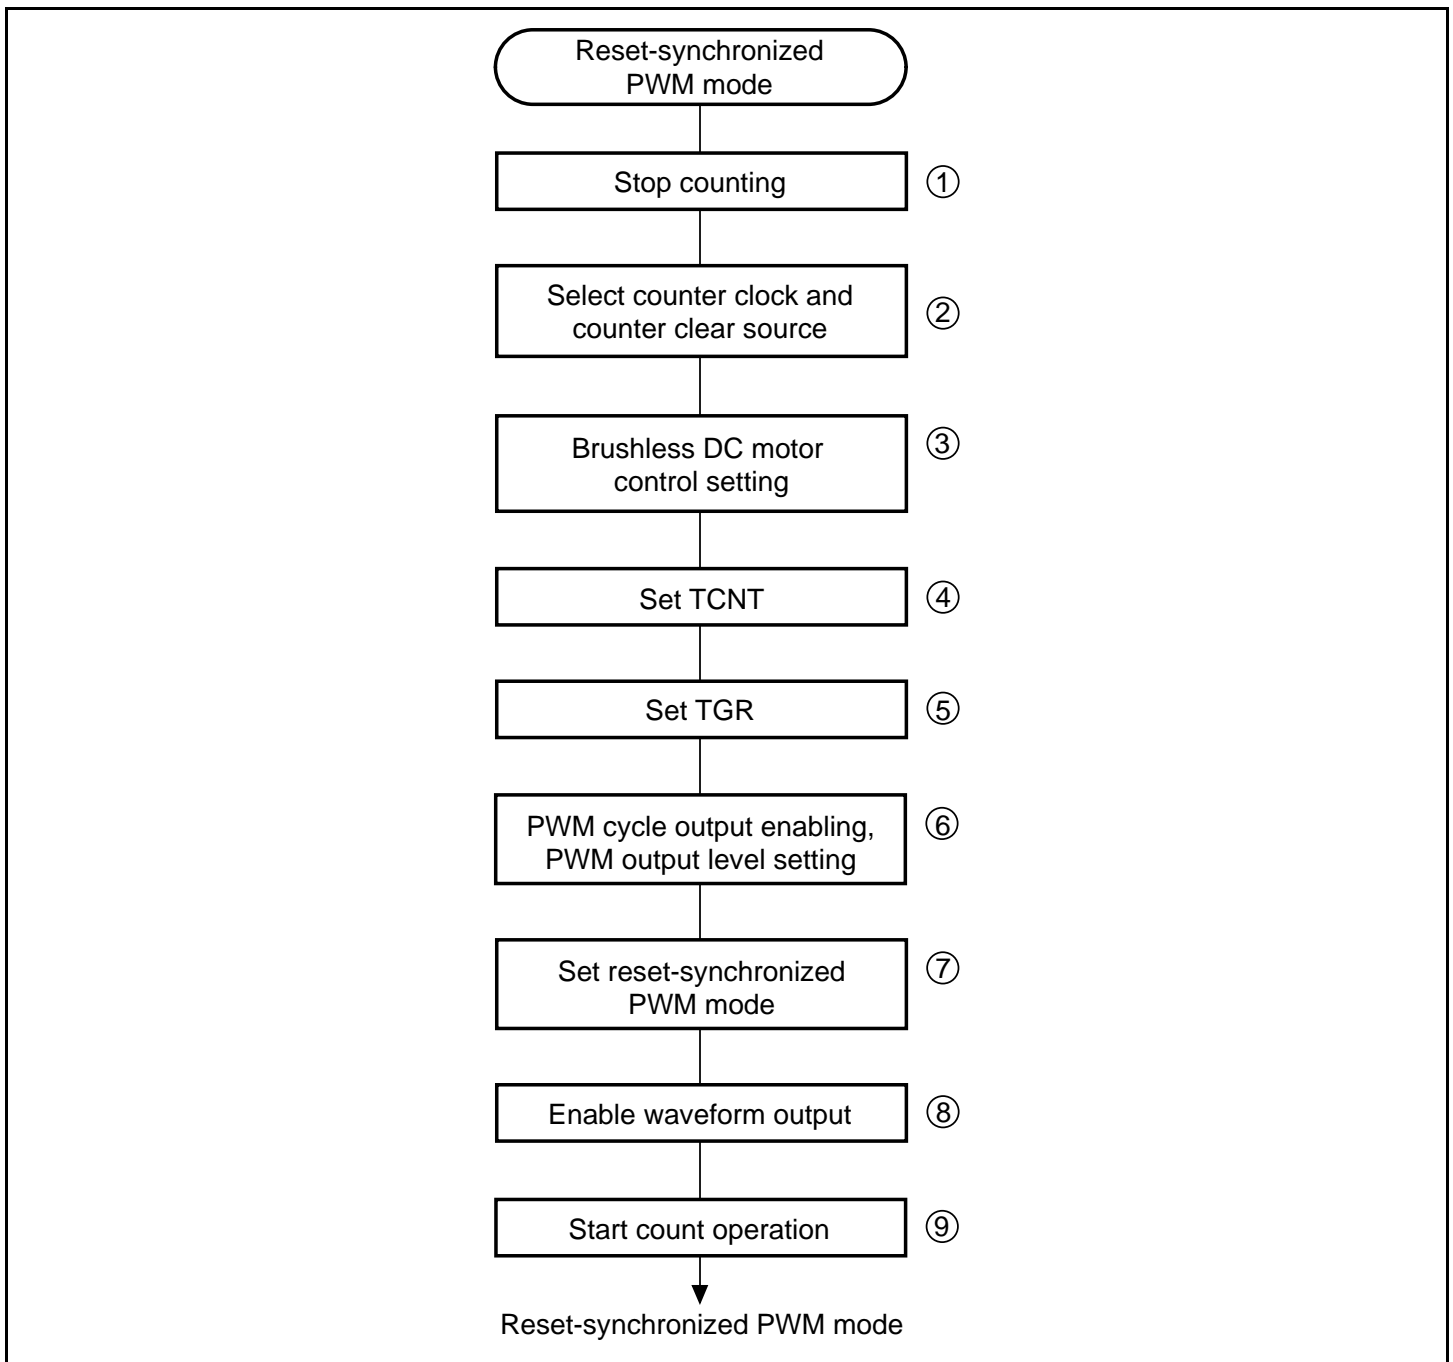 Reset-synchronized
PWM mode
Stop counting
①
Select counter clock and
counter clear source
②
Brushless DC motor
control setting
③
Set TCNT
④
Set TGR
⑤
PWM cycle output enabling,
PWM output level setting
⑥
Set reset-synchronized
PWM mode
⑦
Enable waveform output
⑧
Start count operation
⑨
Reset-synchronized PWM mode